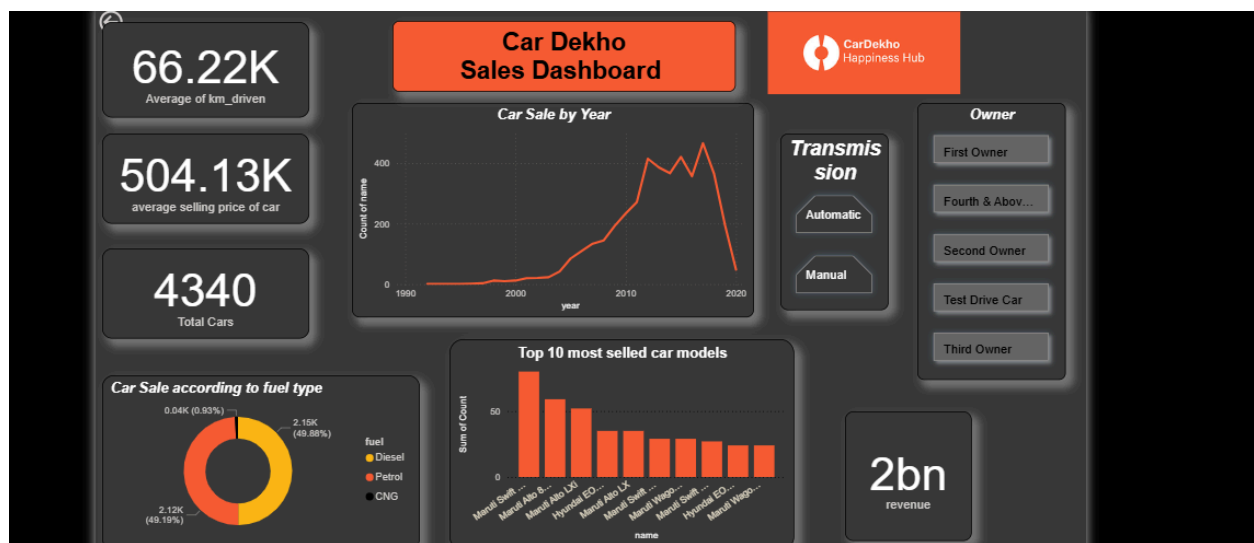 66.22K
Average of km_driven
504.13K
average selling price of car
4340
Total Cars
Car Dekho
Sales Dashboard
CarDekho
Happiness Hub
Car Sale by Year
Count of name
400
200
0
1990
2000
2010
2020
year
Transmis
sion
Automatic
Manual
Owner
First Owner
Fourth & Abov...
Second Owner
Test Drive Car
Third Owner
Car Sale according to fuel type
0.04K (0.93%)
2.15K
(49.88%)
2.12K
(49.19%)
fuel
Diesel
Petrol
CNG
Top 10 most selled car models
Sum of Count
50
0
Maruti Swift ...
Maruti Alto 8...
Maruti Alto LXi
Hyundai EO...
Maruti Alto LX
Maruti Swift ...
Maruti Wago...
Maruti Swift ...
Hyundai EO...
Maruti Wago...
name
2bn
revenue